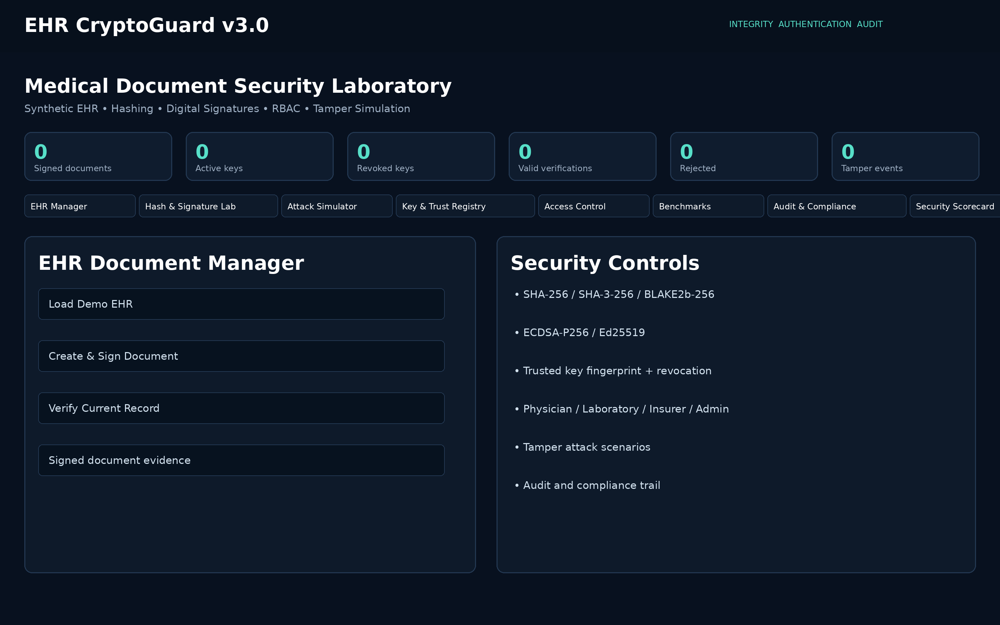 EHR CryptoGuard v3.0
INTEGRITY AUTHENTICATION AUDIT
Medical Document Security Laboratory
Synthetic EHR • Hashing • Digital Signatures • RBAC • Tamper Simulation
0
Signed documents
0
Active keys
0
Revoked keys
0
Valid verifications
0
Rejected
0
Tamper events
EHR Manager
Hash & Signature Lab
Attack Simulator
Key & Trust Registry
Access Control
Benchmarks
Audit & Compliance
Security Scorecard
EHR Document Manager
Load Demo EHR
Create & Sign Document
Verify Current Record
Signed document evidence
Security Controls
• SHA-256 / SHA-3-256 / BLAKE2b-256
• ECDSA-P256 / Ed25519
• Trusted key fingerprint + revocation
• Physician / Laboratory / Insurer / Admin
• Tamper attack scenarios
• Audit and compliance trail